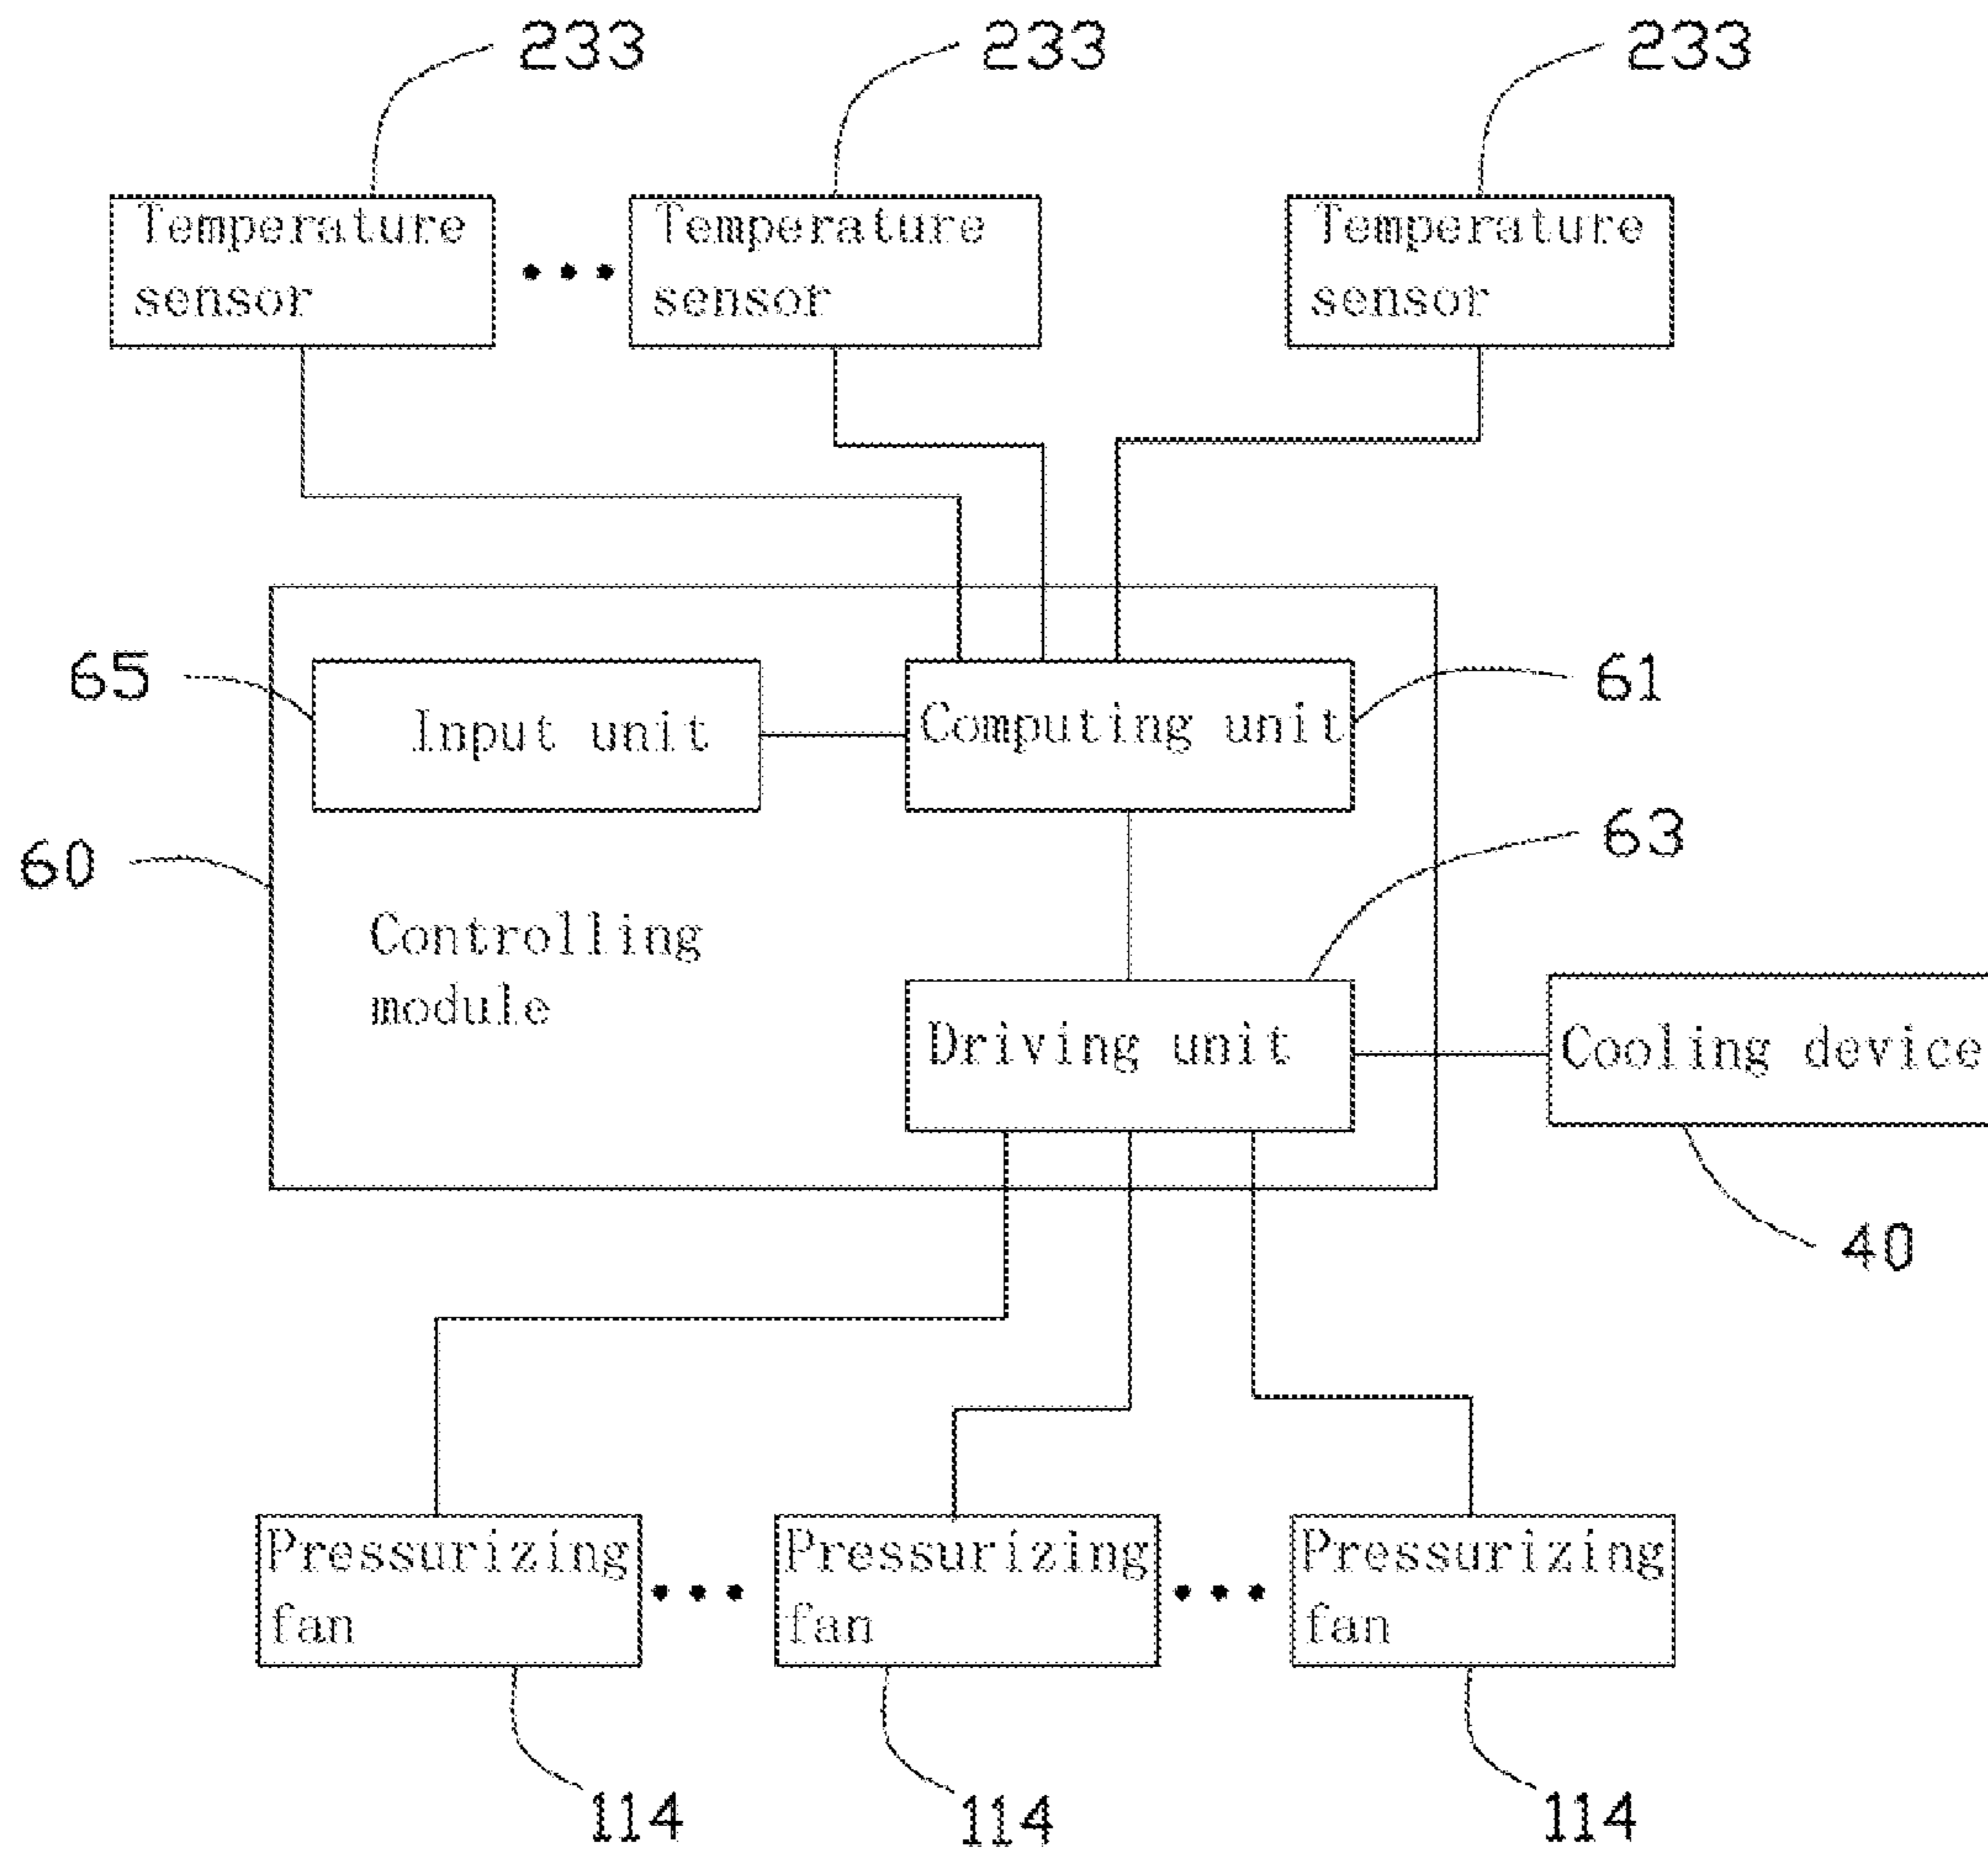 233 233 233
Temperature Temperature Temperature
sensor ••• sensor sensor
65 Input unit Computing unit 61
60 63
Controlling
module
Driving unit Cooling device
40
Pressurizing Pressurizing Pressurizing
fan ••• fan ••• fan
114 114 114